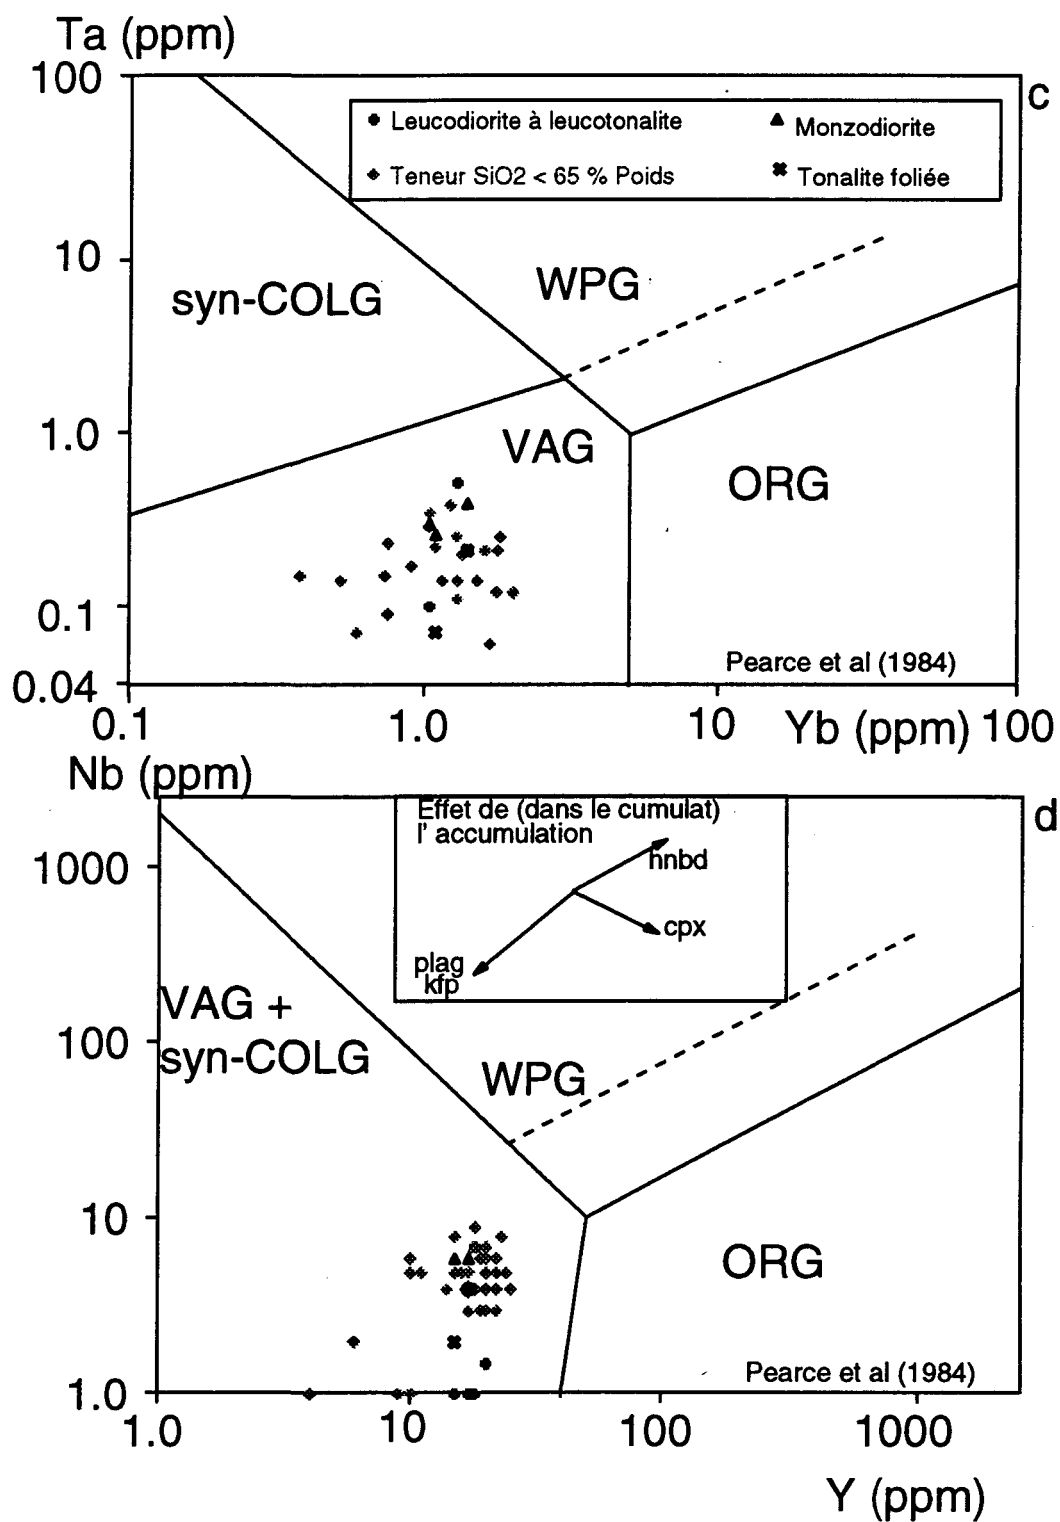 Ta (ppm)
100
c
Leucodiorite à leucotonalite
Monzodiorite
Teneur SiO2 < 65 % Poids
Tonalite foliée
10
syn-COLG
WPG
1.0
VAG
ORG
0.1
Pearce et al (1984)
0.04
0.1
1.0
10
Yb (ppm)
100
Nb (ppm)
d
Effet de (dans le cumulat)
l' accumulation
hnbd
1000
cpx
plag
kfp
VAG +
100
syn-COLG
WPG
10
ORG
Pearce et al (1984)
1.0
1.0
10
100
1000
Y (ppm)